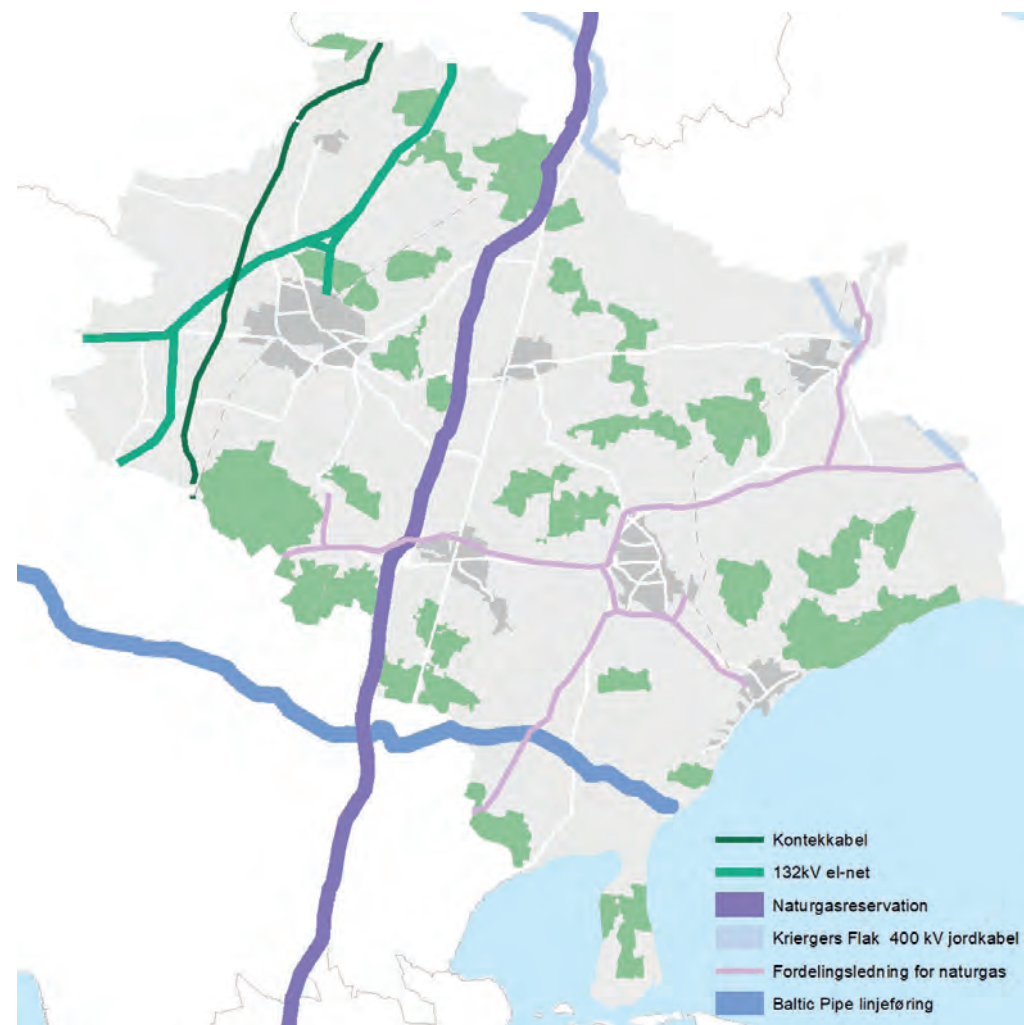 Kontekkabel
132kV el-net
Naturgasreservation
Kriergers Flak 400 kV jordkabel
Fordelingsledning for naturgas
Baltic Pipe linjeføring